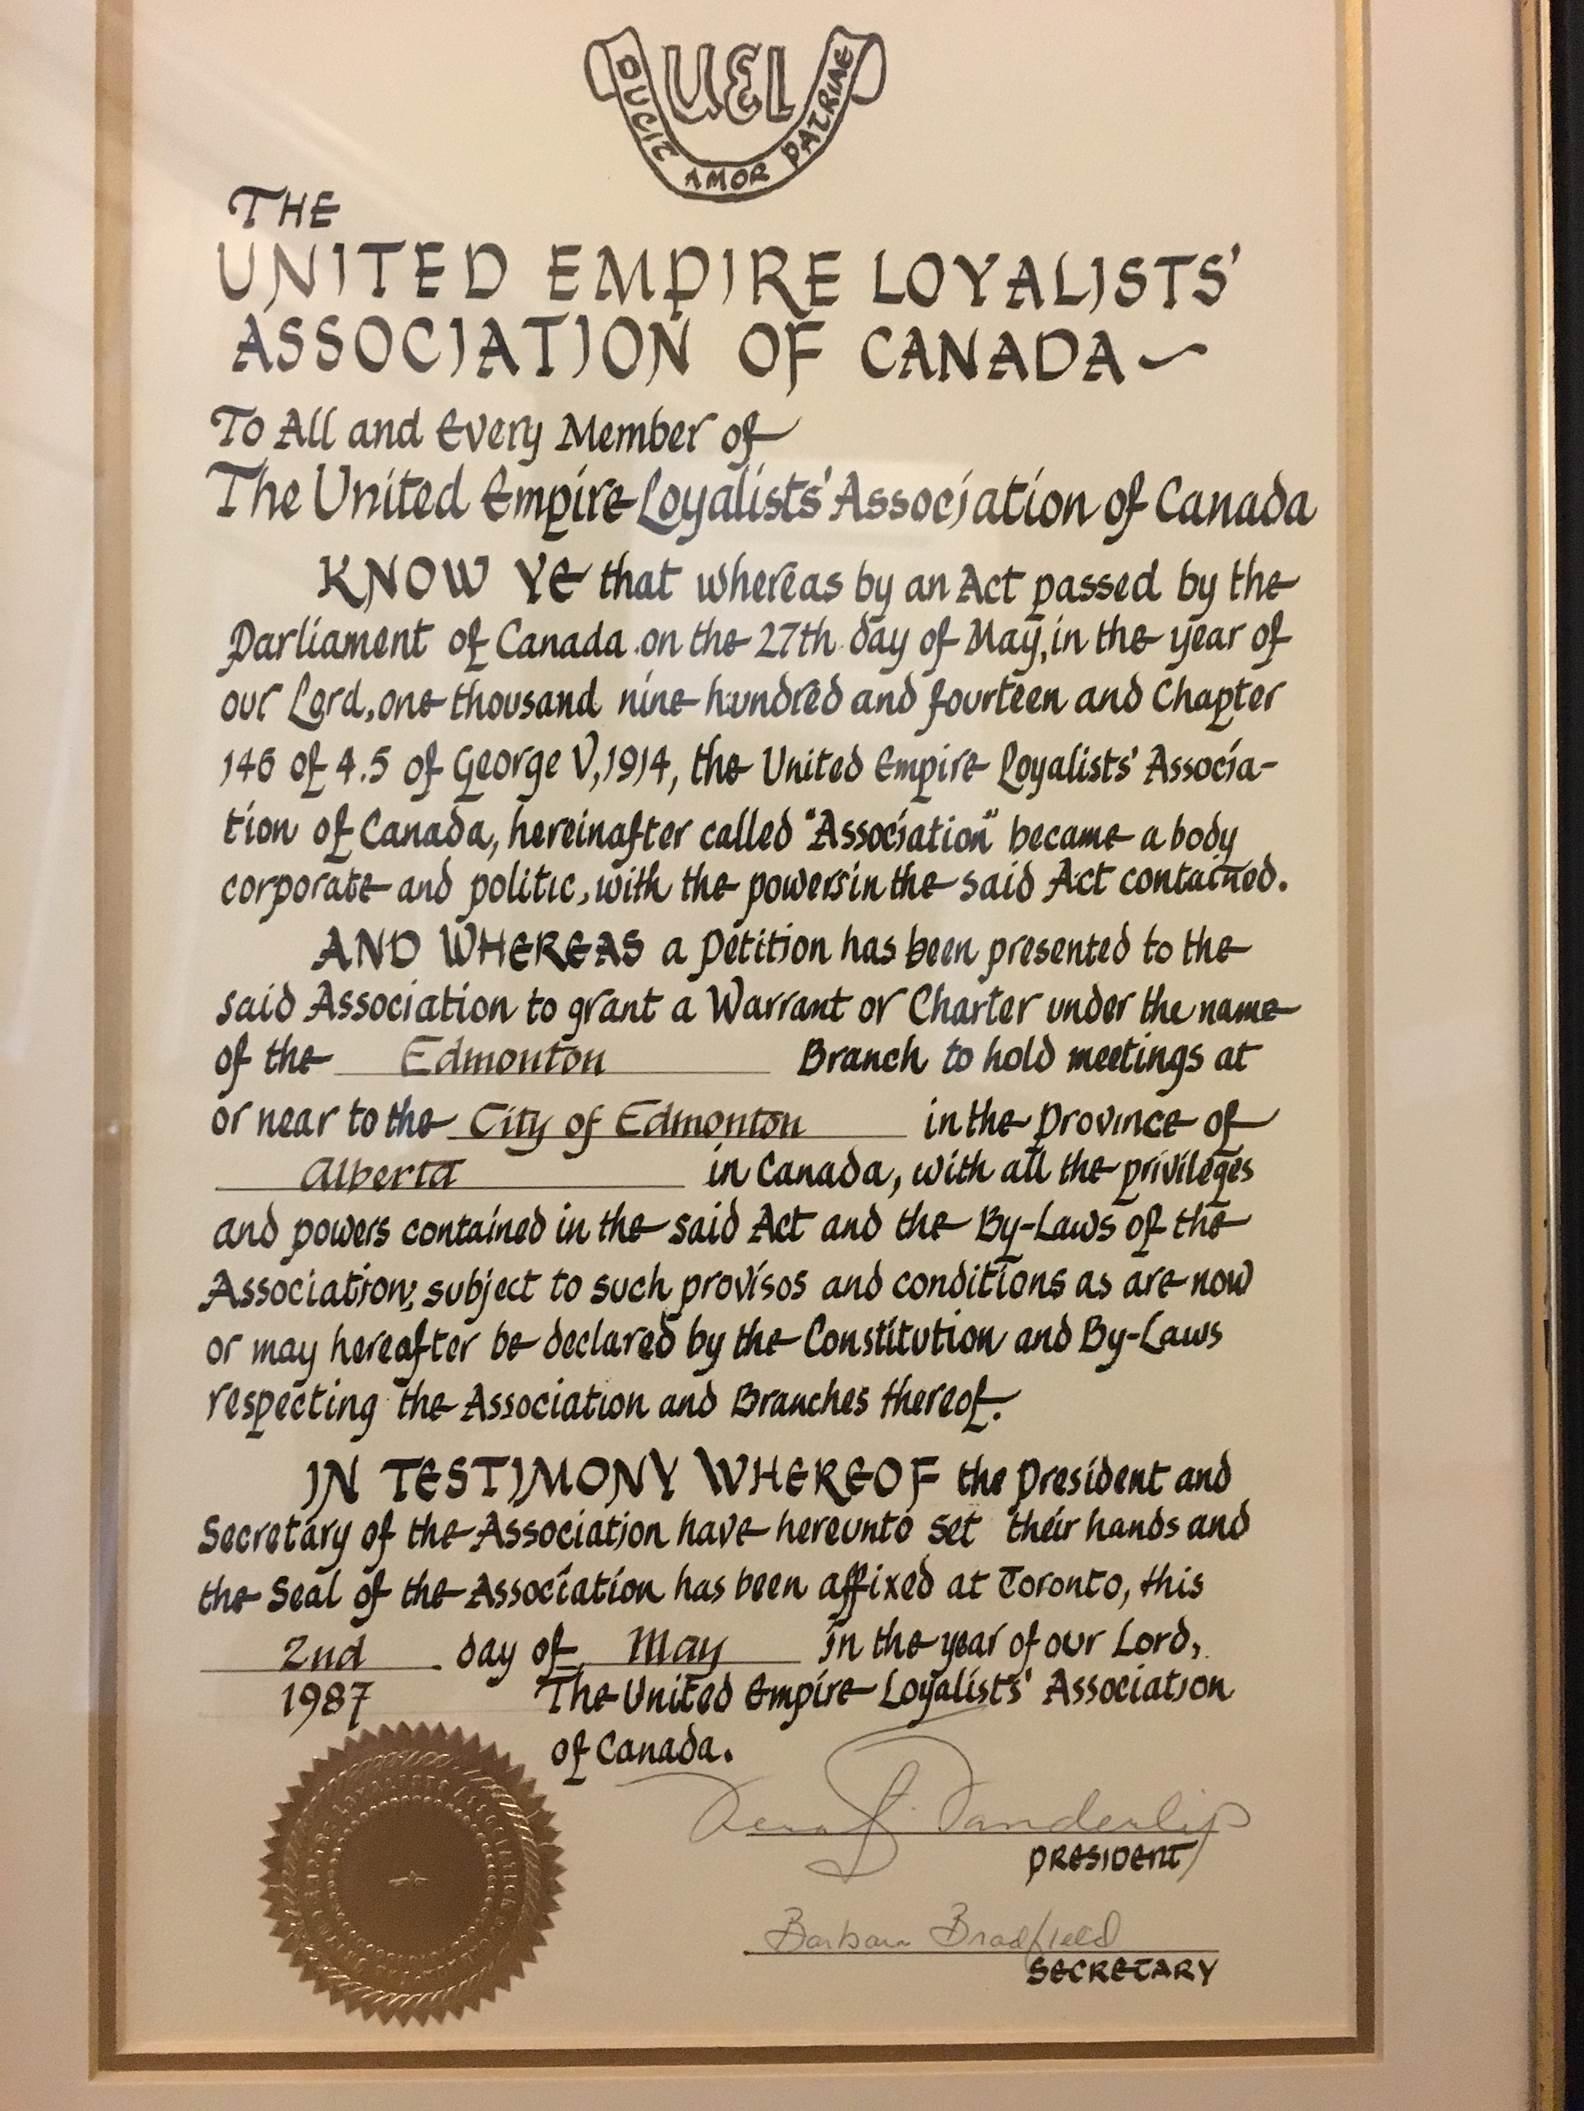 UEL
DUCIT AMOR PATRIAE
THE
UNITED EMPIRE LOYALISTS'
ASSOCIATION OF CANADA~
To All and Every Member of
The United Empire Loyalists' Association of Canada
KNOW YE that whereas by an Act passed by the
Parliament of Canada on the 27th day of May, in the year of
our Lord, one thousand nine hundred and fourteen and Chapter
146 of 4.5 of George V, 1914, the United Empire Loyalists' Associa-
tion of Canada, hereinafter called "Association" became a body
corporate and politic, with the powers in the said Act contained.
AND WHEREAS a Petition has been presented to the
said Association to grant a Warrant or Charter under the name
of the Edmonton Branch to hold meetings at
or near to the City of Edmonton in the Province of
Alberta in Canada, with all the privileges
and powers contained in the said Act and the By-Laws of the
Association; subject to such provisos and conditions as are now
or may hereafter be declared by the Constitution and By-Laws
respecting the Association and Branches thereof.
IN TESTIMONY WHEREOF the President and
Secretary of the Association have hereunto set their hands and
the Seal of the Association has been affixed at Toronto, this
2nd day of May in the year of our Lord,
1987 The United Empire Loyalists' Association
of Canada.
Vanderlip
PRESIDENT
Barbara Bradfield
SECRETARY